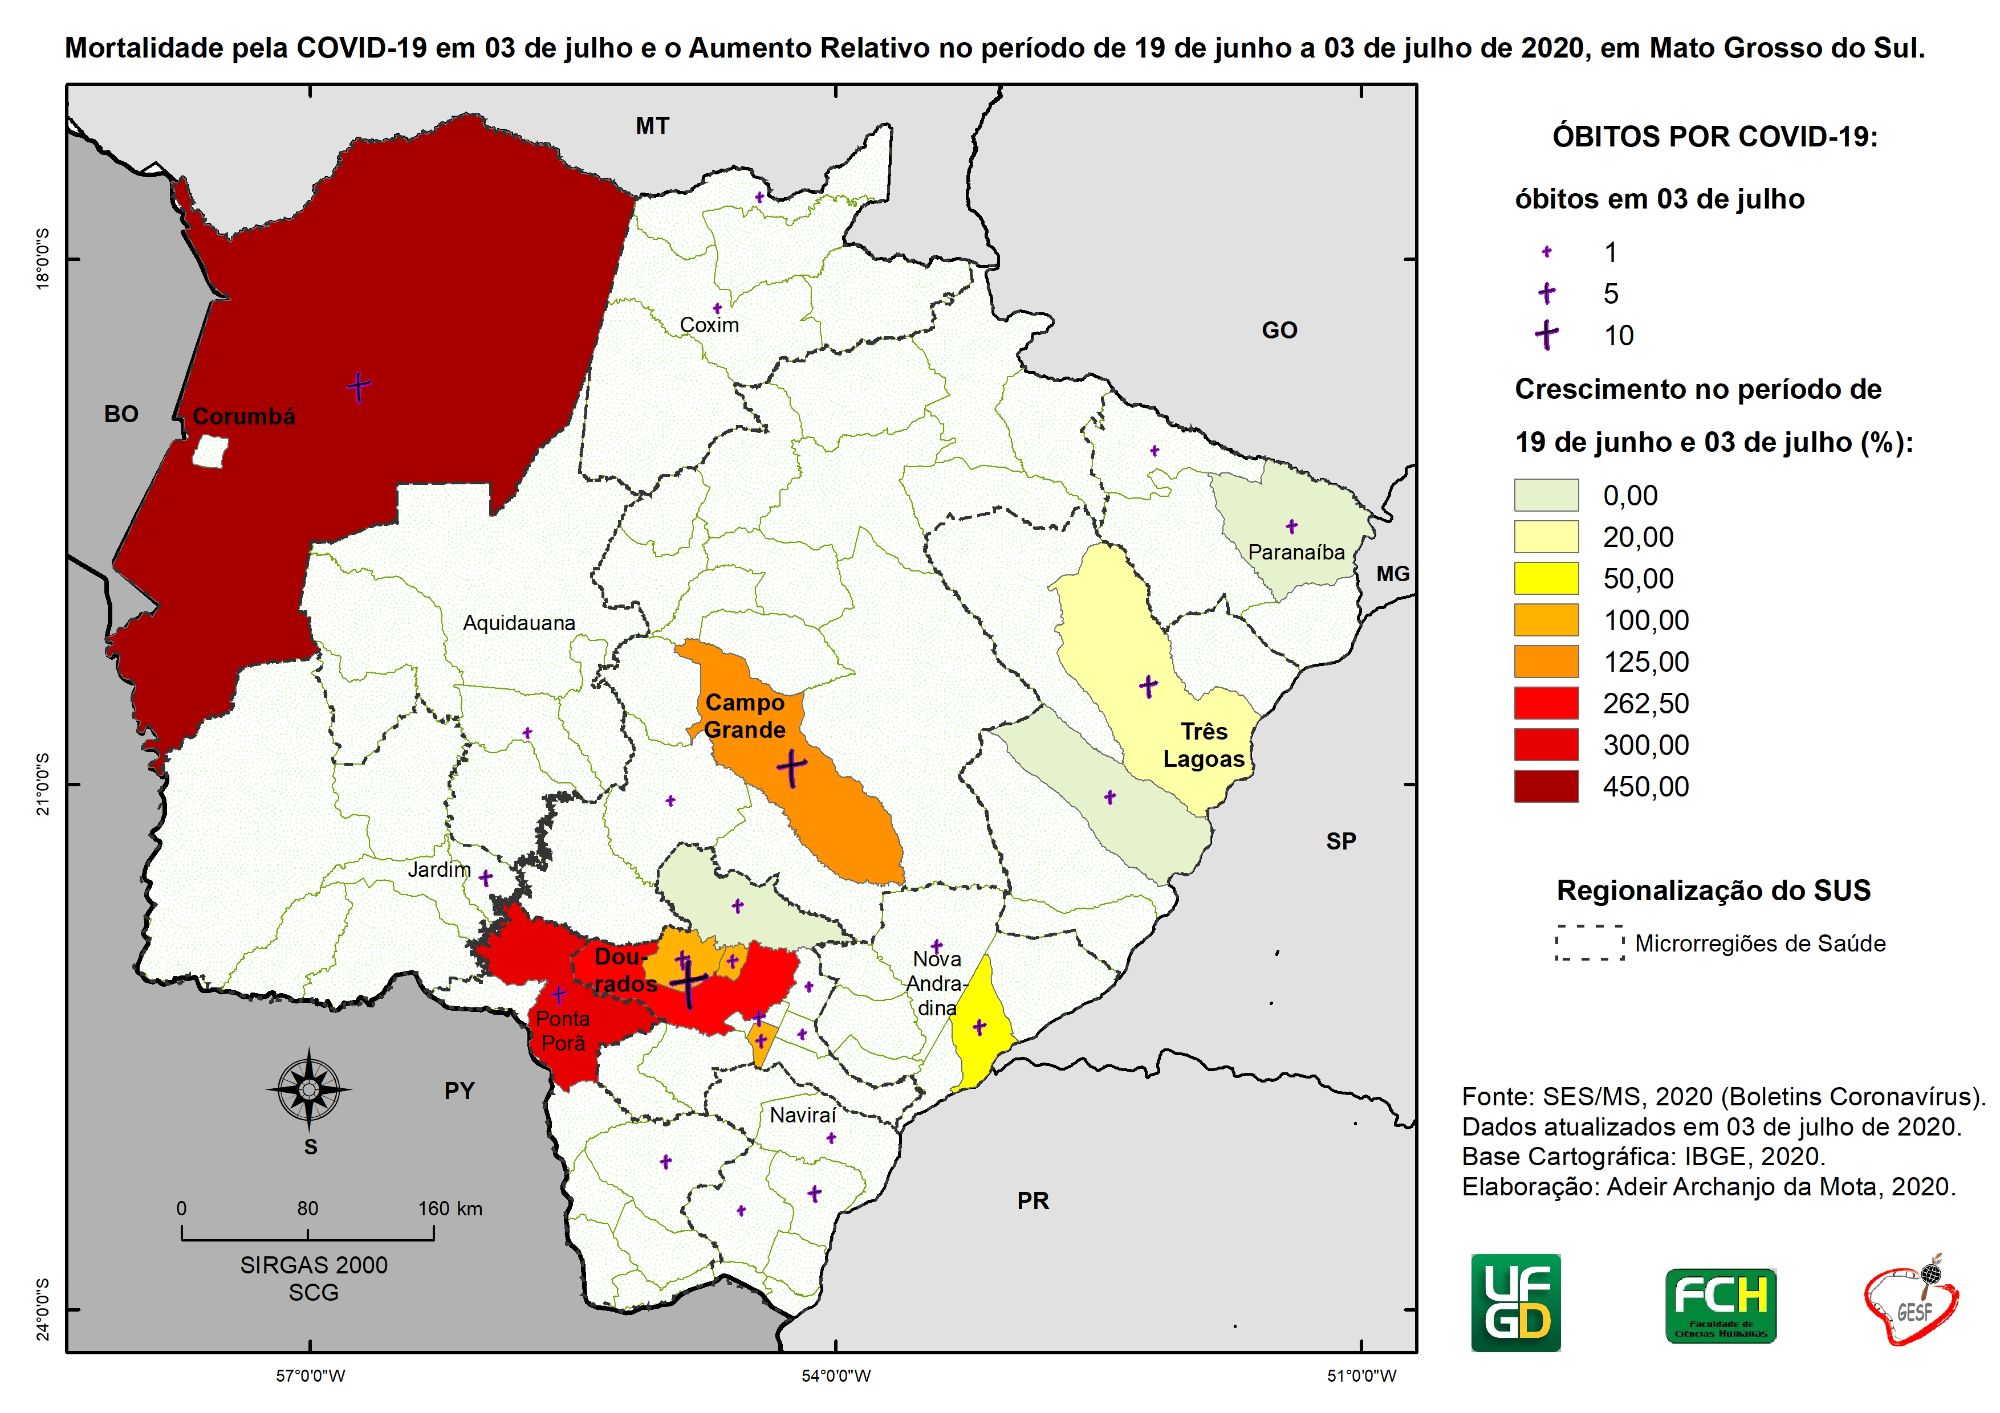 Mortalidade pela COVID-19 em 03 de julho e o Aumento Relativo no período de 19 de junho a 03 de julho de 2020, em Mato Grosso do Sul.
MT
GO
BO
MG
SP
PY
PR
18°0'0"S
21°0'0"S
24°0'0"S
57°0'0"W
54°0'0"W
51°0'0"W
Coxim
Corumbá
Paranaíba
Aquidauana
Campo
Grande
Três
Lagoas
Jardim
Dou-
rados
Nova
Andra-
dina
Ponta
Porã
Naviraí
S
0 80 160 km
SIRGAS 2000
SCG
ÓBITOS POR COVID-19:
óbitos em 03 de julho
1
5
10
Crescimento no período de
19 de junho e 03 de julho (%):
0,00
20,00
50,00
100,00
125,00
262,50
300,00
450,00
Regionalização do SUS
Microrregiões de Saúde
Fonte: SES/MS, 2020 (Boletins Coronavírus).
Dados atualizados em 03 de julho de 2020.
Base Cartográfica: IBGE, 2020.
Elaboração: Adeir Archanjo da Mota, 2020.
UF
GD
FCH
Faculdade de
Ciências Humanas
GESF